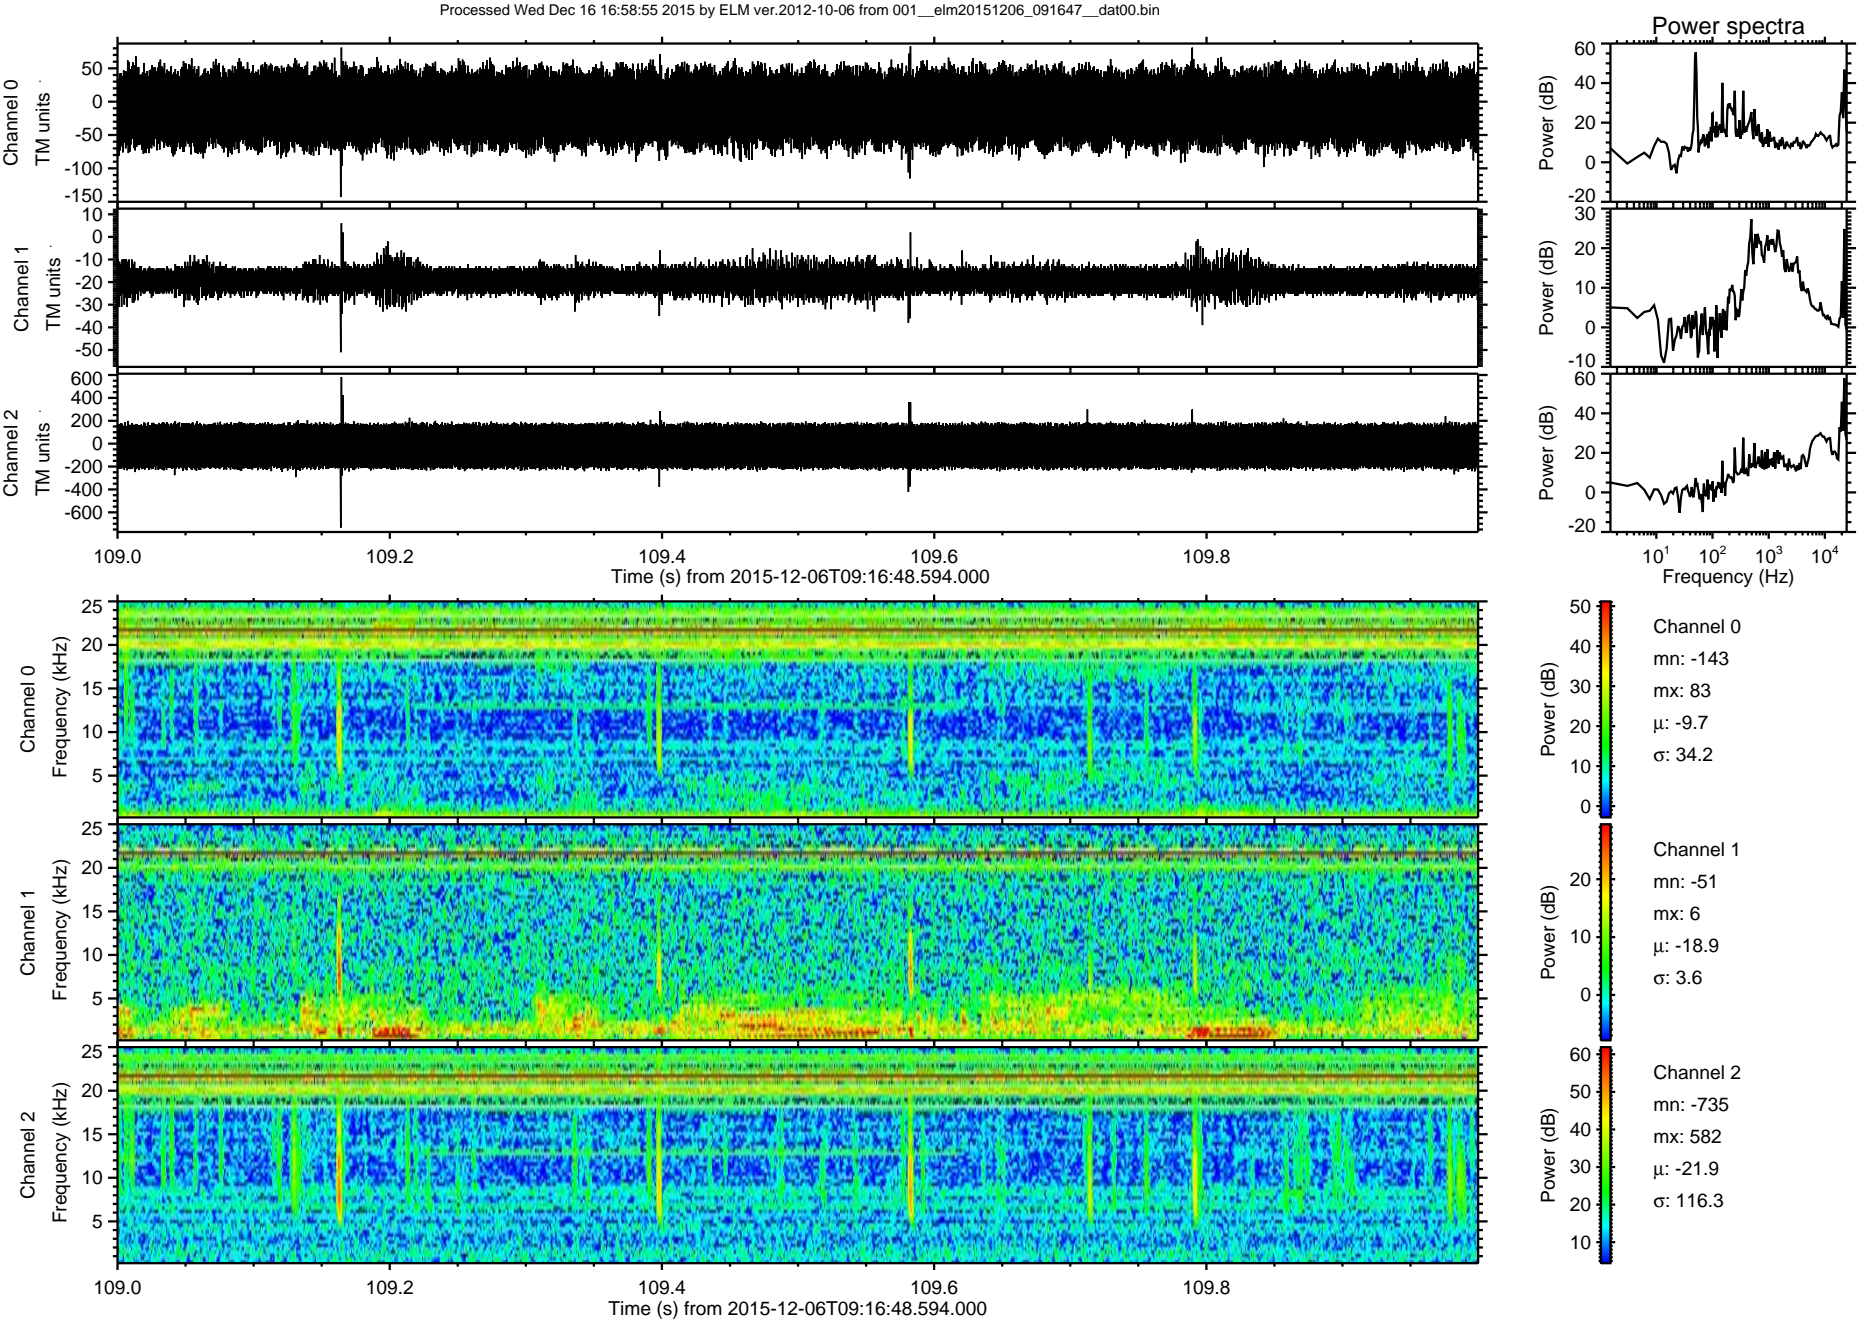 Processed Wed Dec 16 16:58:55 2015 by ELM ver.2012-10-06 from 001__elm20151206_091647__dat00.bin
Power spectra
Channel 0
TM units
50
0
-50
-100
-150
Power (dB)
60
40
20
0
-20
Channel 1
TM units
10
0
-10
-20
-30
-40
-50
Power (dB)
30
20
10
0
-10
Channel 2
TM units
600
400
200
0
-200
-400
-600
Power (dB)
60
40
20
0
-20
109.0 109.2 109.4 109.6 109.8
Time (s) from 2015-12-06T09:16:48.594.000
10^1 10^2 10^3 10^4
Frequency (Hz)
Channel 0
Frequency (kHz)
25
20
15
10
5
Power (dB)
50
40
30
20
10
0
Channel 0
mn: -143
mx: 83
μ: -9.7
σ: 34.2
Channel 1
Frequency (kHz)
25
20
15
10
5
Power (dB)
20
10
0
Channel 1
mn: -51
mx: 6
μ: -18.9
σ: 3.6
Channel 2
Frequency (kHz)
25
20
15
10
5
Power (dB)
60
50
40
30
20
10
Channel 2
mn: -735
mx: 582
μ: -21.9
σ: 116.3
109.0 109.2 109.4 109.6 109.8
Time (s) from 2015-12-06T09:16:48.594.000